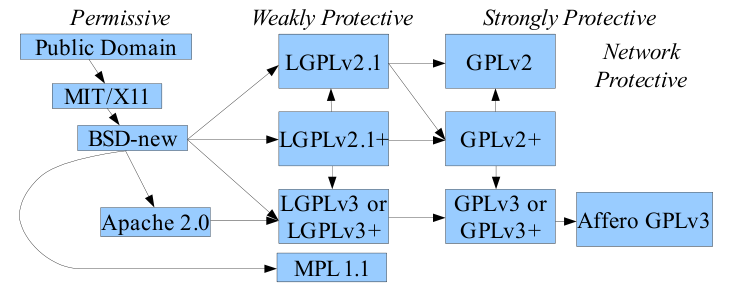 Permissive
Weakly Protective
Strongly Protective
Network
Protective
Public Domain
MIT/X11
BSD-new
Apache 2.0
LGPLv2.1
LGPLv2.1+
LGPLv3 or
LGPLv3+
MPL 1.1
GPLv2
GPLv2+
GPLv3 or
GPLv3+
Affero GPLv3